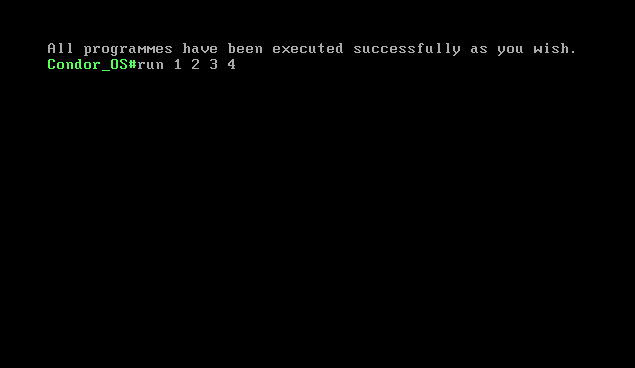 All programmes have been executed successfully as you wish.
Condor_OS#run 1 2 3 4